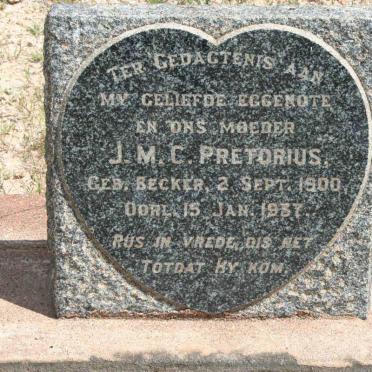 TER GEDAGTENIS AAN
MY GELIEFDE EGGENOTE
EN ONS MOEDER
J.M.C. PRETORIUS.
GEB. BECKER, 2 SEPT. 1900,
OORL. 15 JAN. 1937.
RUS IN VREDE, DIS NET
TOTDAT HY KOM.